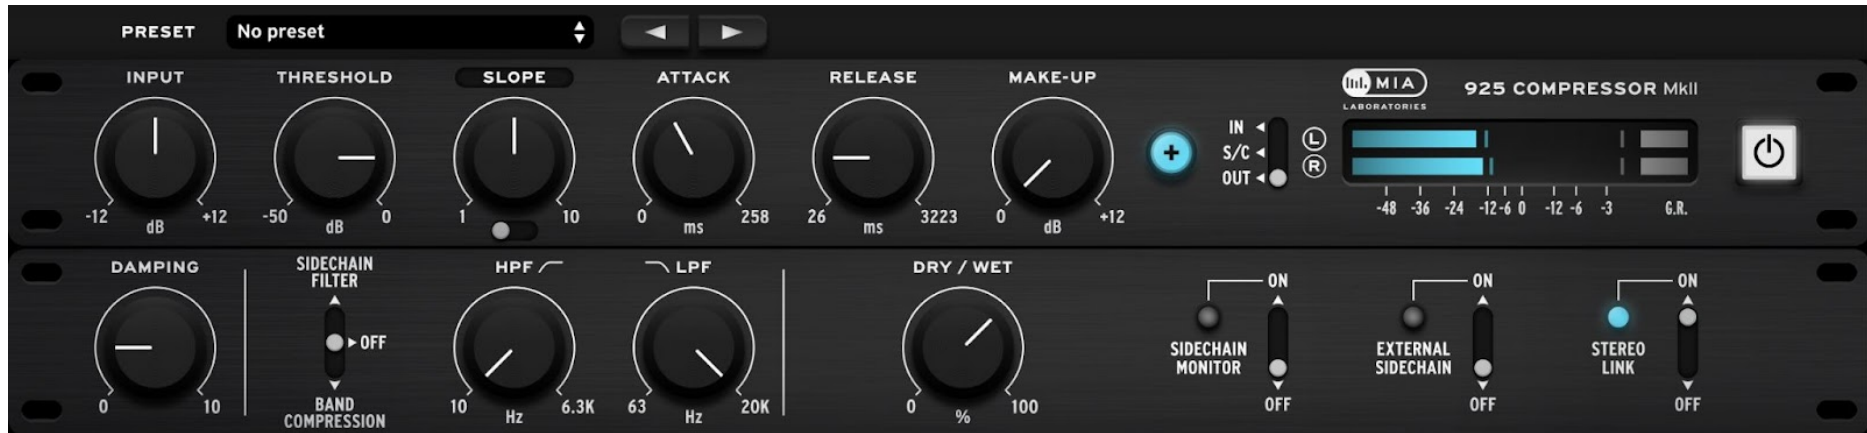 PRESET No preset
INPUT THRESHOLD SLOPE ATTACK RELEASE MAKE-UP
MIA
LABORATORIES
925 COMPRESSOR MkII
IN
S/C
OUT
L
R
-12 +12 -50 0 1 10 0 258 26 3223 0 +12
dB dB ms ms dB
-48 -36 -24 -12 -6 0 -12 -6 -3 G.R.
DAMPING
SIDECHAIN
FILTER
OFF
BAND
COMPRESSION
HPF LPF DRY / WET
0 10 10 6.3K 63 20K 0 100
Hz Hz %
ON
SIDECHAIN
MONITOR
OFF
ON
EXTERNAL
SIDECHAIN
OFF
ON
STEREO
LINK
OFF